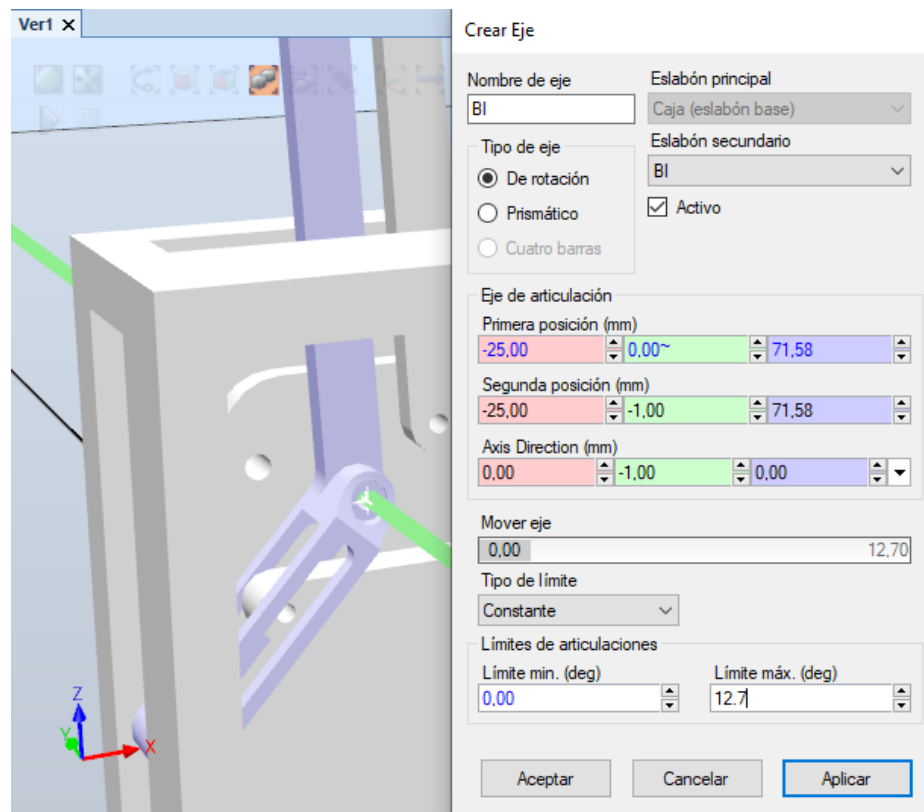 Ver1 X
Crear Eje
Nombre de eje
BI
Eslabón principal
Caja (eslabón base)
Tipo de eje
De rotación
Prismático
Cuatro barras
Eslabón secundario
BI
Activo
Eje de articulación
Primera posición (mm)
-25,00 0,00~ 71,58
Segunda posición (mm)
-25,00 -1,00 71,58
Axis Direction (mm)
0,00 -1,00 0,00
Mover eje
0,00 12,70
Tipo de límite
Constante
Límites de articulaciones
Límite min. (deg)
0,00
Límite máx. (deg)
12.7
Aceptar Cancelar Aplicar
Z
Y
X